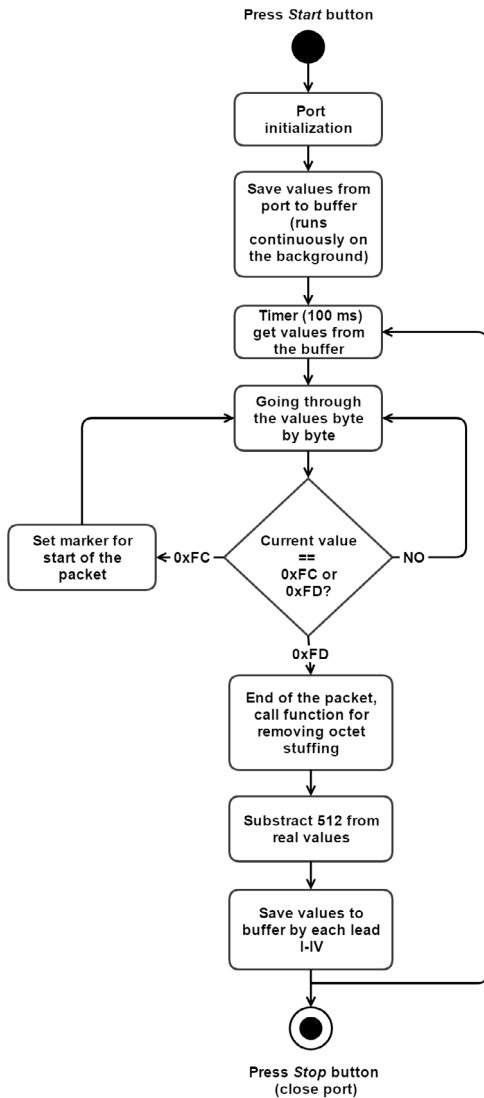 Press Start button
Port
initialization
Save values from
port to buffer
(runs
continuously on
the background)
Timer (100 ms)
get values from
the buffer
Going through
the values byte
by byte
Set marker for
start of the
packet
0xFC
Current value
==
0xFC or
0xFD?
NO
0xFD
End of the packet,
call function for
removing octet
stuffing
Substract 512 from
real values
Save values to
buffer by each lead
I-IV
Press Stop button
(close port)